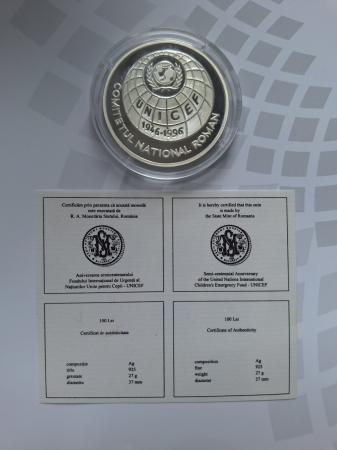 UNICEF
1946-1996
COMITETUL NATIONAL ROMAN
Certificăm prin prezenta că această monedă
este executată de
R. A. Monetăria Statului, România
Aniversarea semicentenarului
Fondului Internaţional de Urgenţă al
Naţiunilor Unite pentru Copii - UNICEF
It is hereby certified that this coin
is made by
the State Mint of Romania
Semi-centennial Anniversary
of the United Nations International
Children's Emergency Fund - UNICEF
100 Lei
Certificat de autenticitate
compoziţie Ag
titlu 925
greutate 27 g
diametru 37 mm
100 Lei
Certificate of Authenticity
composition Ag
fine 925
weight 27 g
diameter 37 mm